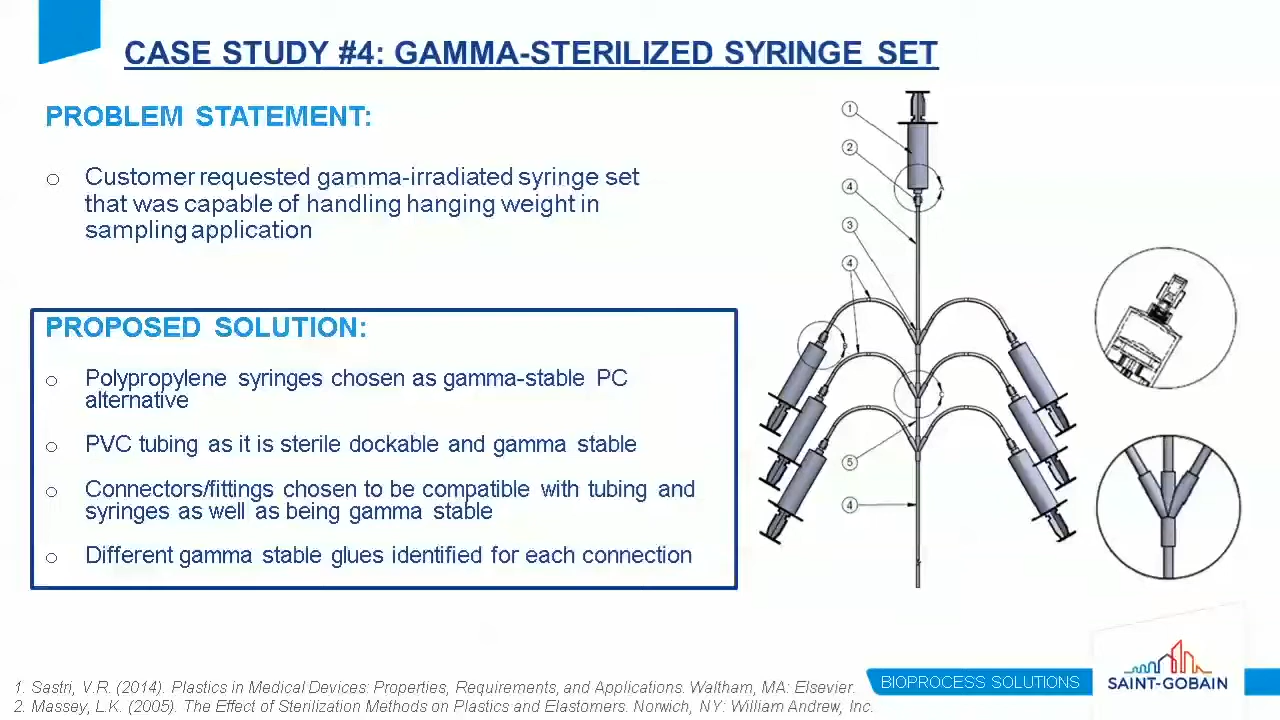 CASE STUDY #4: GAMMA-STERILIZED SYRINGE SET
PROBLEM STATEMENT:
o Customer requested gamma-irradiated syringe set
that was capable of handling hanging weight in
sampling application
PROPOSED SOLUTION:
o Polypropylene syringes chosen as gamma-stable PC
alternative
o PVC tubing as it is sterile dockable and gamma stable
o Connectors/fittings chosen to be compatible with tubing and
syringes as well as being gamma stable
o Different gamma stable glues identified for each connection
1
2
4
3
4
5
4
1. Sastri, V.R. (2014). Plastics in Medical Devices: Properties, Requirements, and Applications. Waltham, MA: Elsevier.
2. Massey, L.K. (2005). The Effect of Sterilization Methods on Plastics and Elastomers. Norwich, NY: William Andrew, Inc.
BIOPROCESS SOLUTIONS
SAINT-GOBAIN